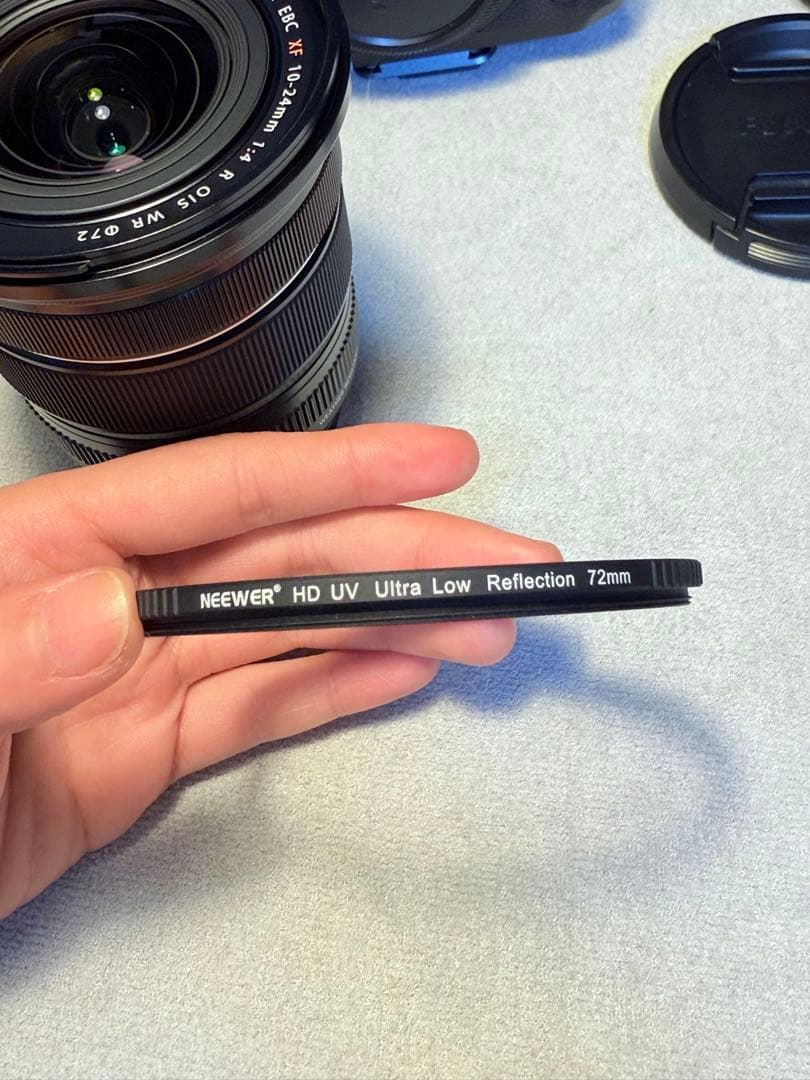 EBC XF 10-24mm 1:4 R OIS WR Φ72
NEEWER® HD UV Ultra Low Reflection 72mm